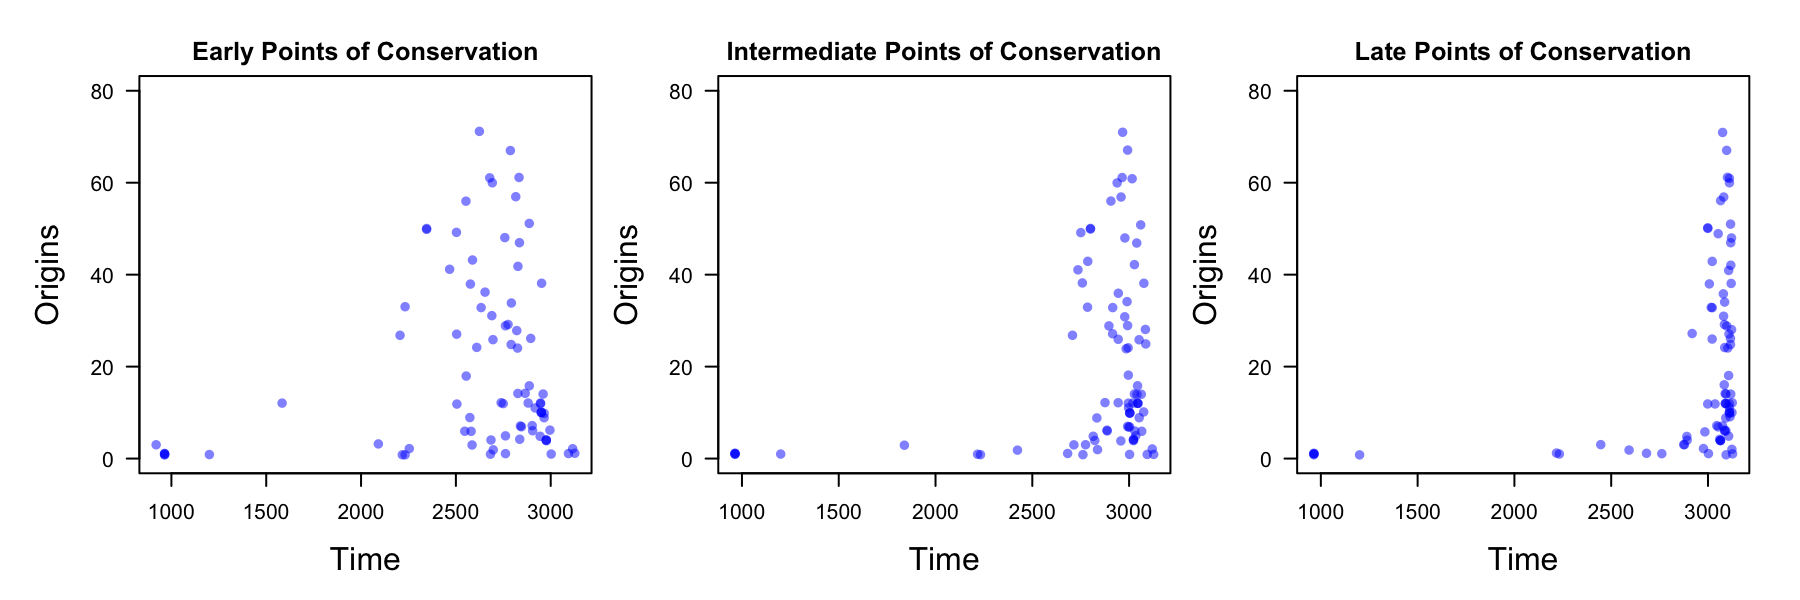 Early Points of Conservation
80
60
40
20
0
Origins
1000 1500 2000 2500 3000
Time
Intermediate Points of Conservation
80
60
40
20
0
Origins
1000 1500 2000 2500 3000
Time
Late Points of Conservation
80
60
40
20
0
Origins
1000 1500 2000 2500 3000
Time